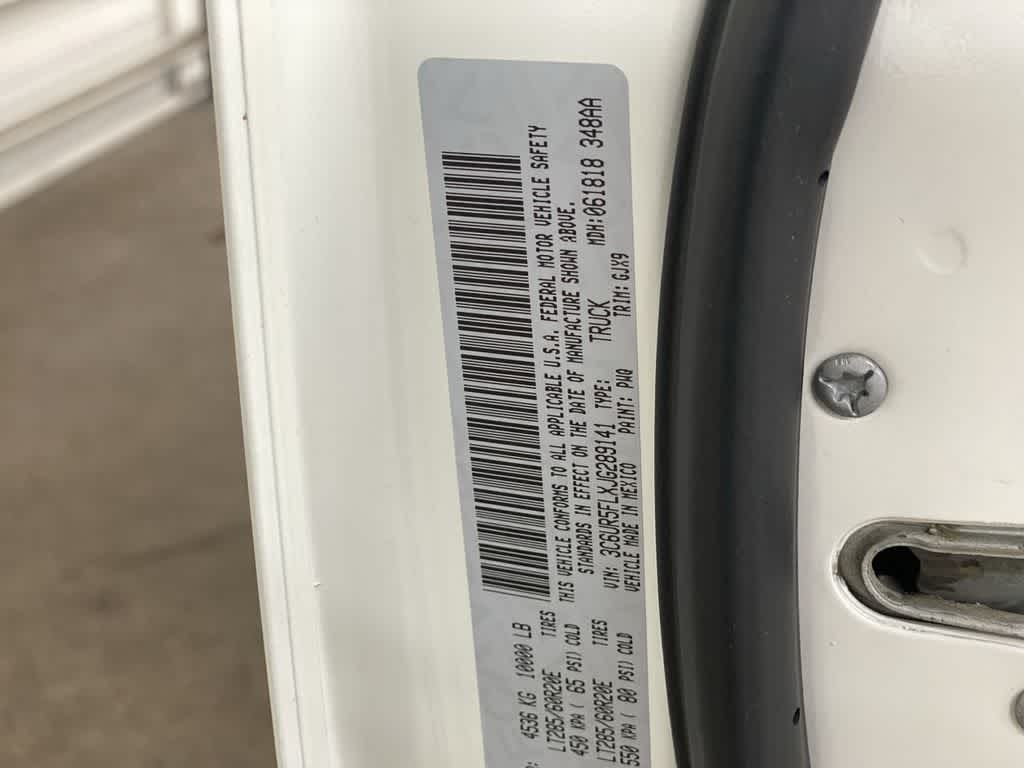 4536 KG 10000 LB
LT285/60R20E TIRES
450 KPA ( 65 PSI) COLD
LT285/60R20E TIRES
550 KPA ( 80 PSI) COLD
THIS VEHICLE CONFORMS TO ALL APPLICABLE U.S.A. FEDERAL MOTOR VEHICLE SAFETY
STANDARDS IN EFFECT ON THE DATE OF MANUFACTURE SHOWN ABOVE.
VIN: 3C6UR5FLXJG289141 TYPE: TRUCK MDH:061818 348AA
VEHICLE MADE IN MEXICO PAINT: TRIM: GJX9